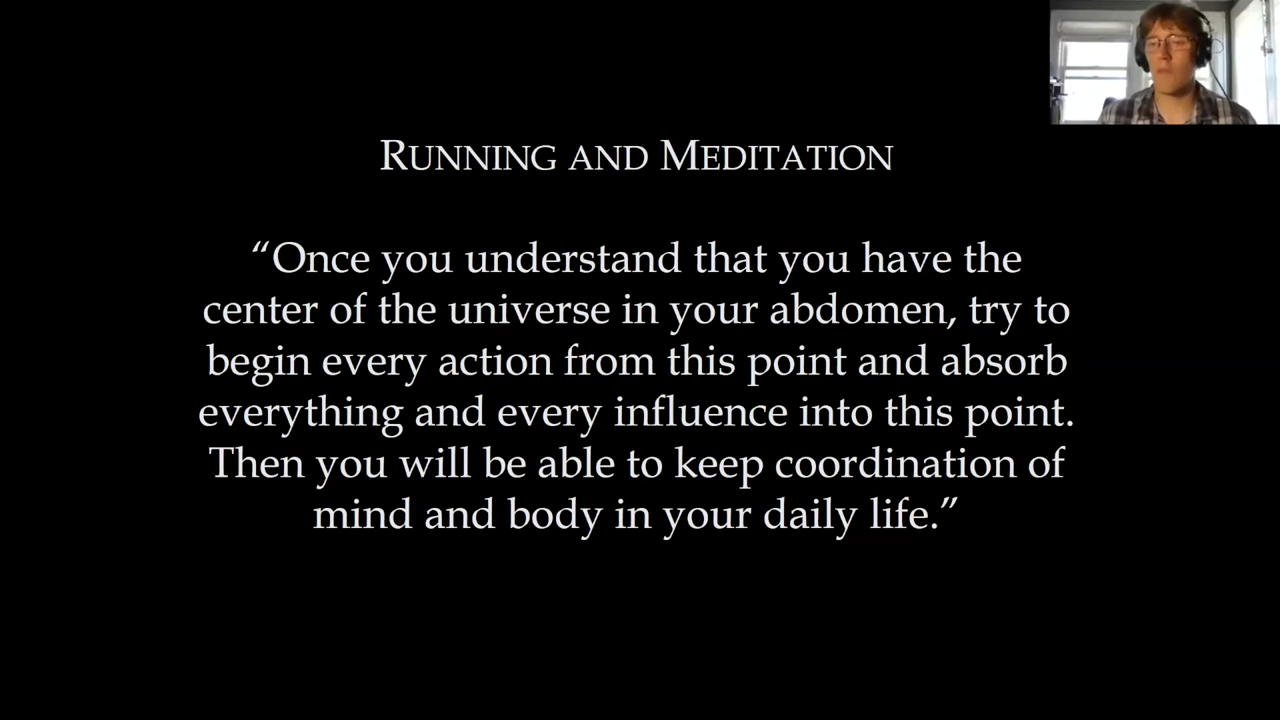 RUNNING AND MEDITATION
“Once you understand that you have the
center of the universe in your abdomen, try to
begin every action from this point and absorb
everything and every influence into this point.
Then you will be able to keep coordination of
mind and body in your daily life.”